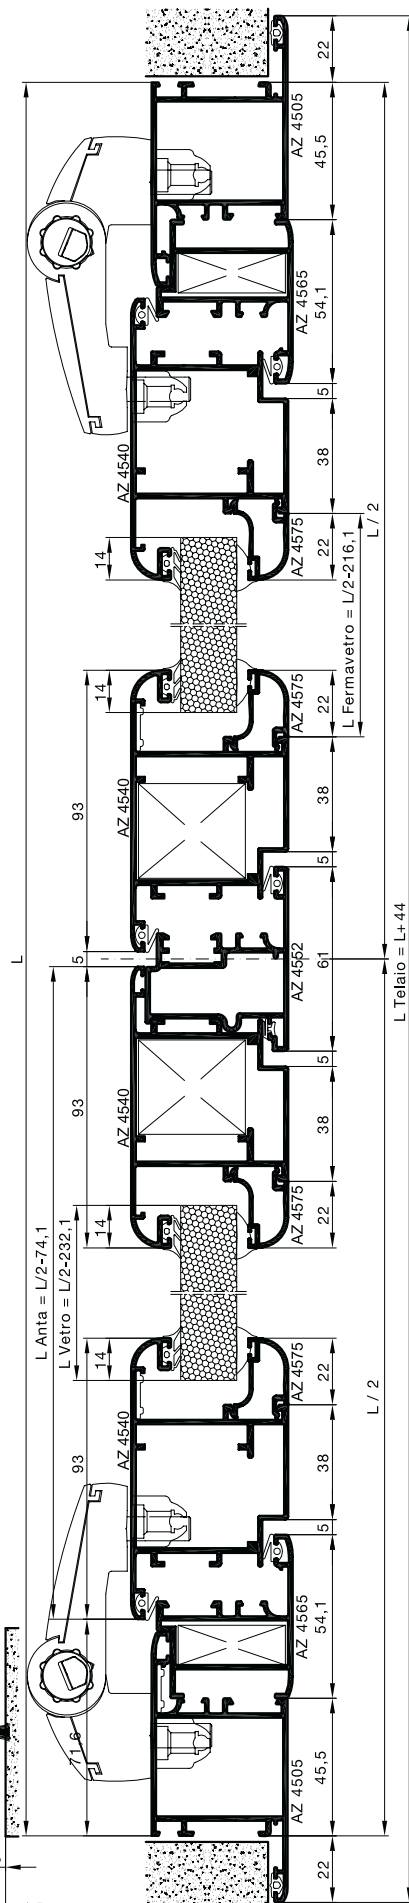 22
AZ 4505
45,5
AZ 4565
54,1
5
AZ 4540
38
L / 2
14
AZ 4575
22
L Fermavetro = L/2-216,1
14
AZ 4575
22
93
AZ 4540
38
5
L
5
AZ 4552
61
L Telaio = L+44
5
93
AZ 4540
38
AZ 4575
22
14
L Anta = L/2-74,1
L Vetro = L/2-232,1
14
AZ 4575
22
L / 2
AZ 4540
93
38
5
AZ 4565
54,1
71,6
AZ 4505
45,5
22